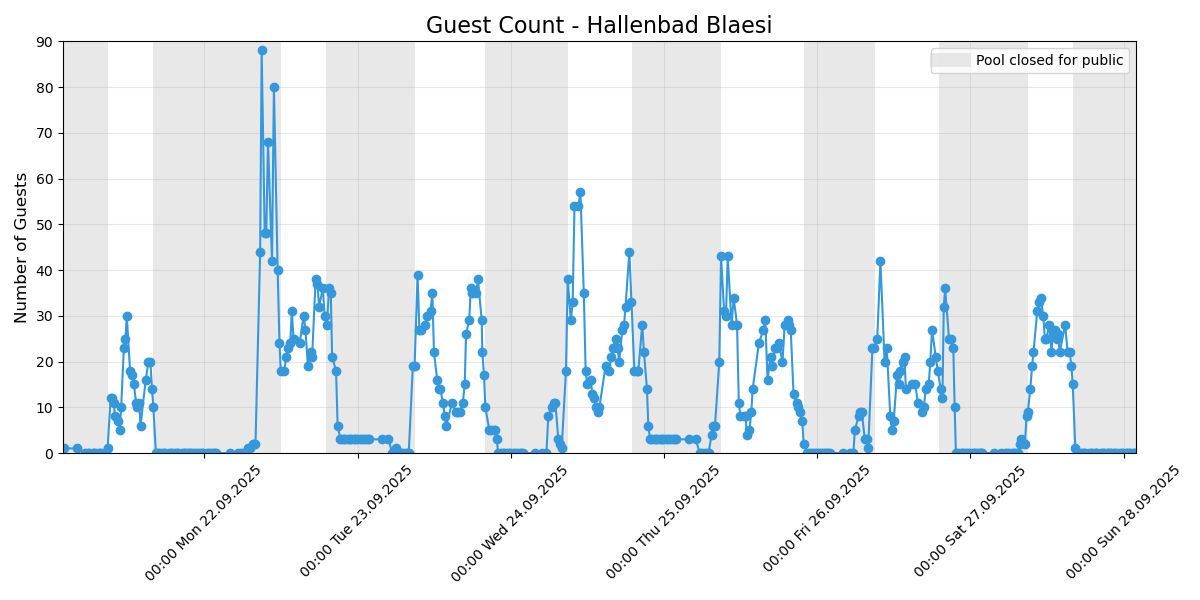 Guest Count - Hallenbad Blaesi
Pool closed for public
Number of Guests
90
80
70
60
50
40
30
20
10
0
00:00 Mon 22.09.2025
00:00 Tue 23.09.2025
00:00 Wed 24.09.2025
00:00 Thu 25.09.2025
00:00 Fri 26.09.2025
00:00 Sat 27.09.2025
00:00 Sun 28.09.2025